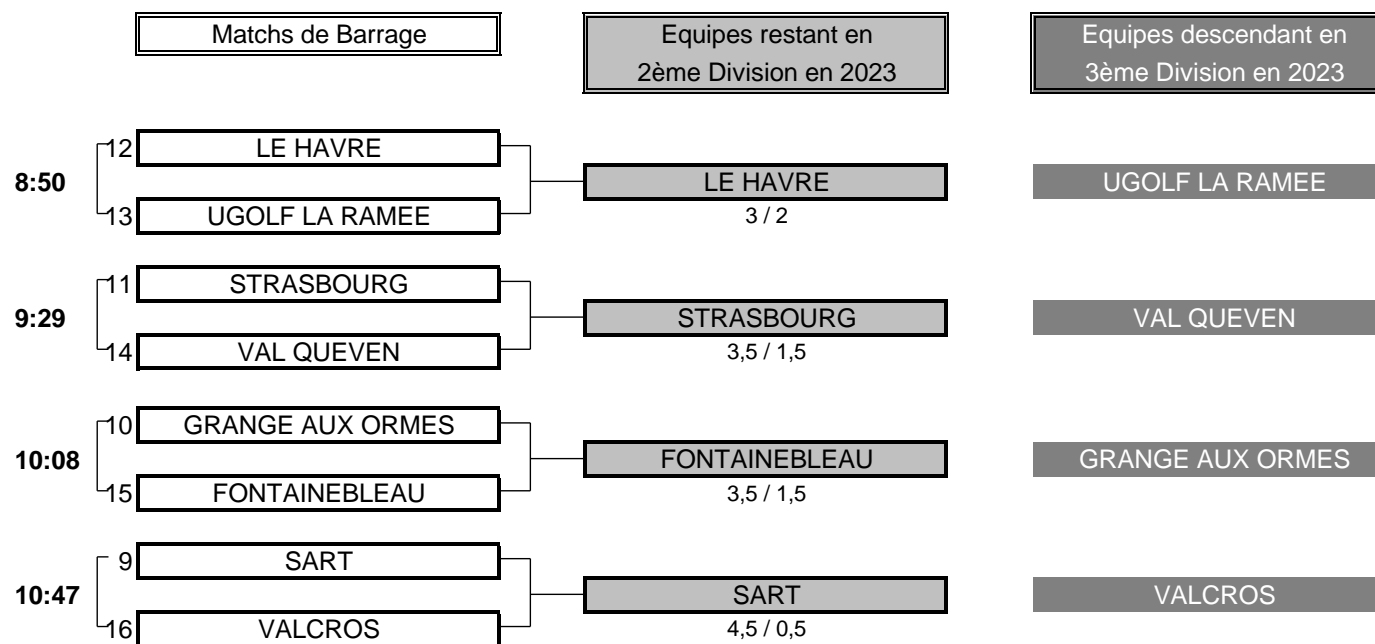 Matchs de Barrage
Equipes restant en
2ème Division en 2023
Equipes descendant en
3ème Division en 2023
8:50
12 LE HAVRE
13 UGOLF LA RAMEE
LE HAVRE
3 / 2
UGOLF LA RAMEE
9:29
11 STRASBOURG
14 VAL QUEVEN
STRASBOURG
3,5 / 1,5
VAL QUEVEN
10:08
10 GRANGE AUX ORMES
15 FONTAINEBLEAU
FONTAINEBLEAU
3,5 / 1,5
GRANGE AUX ORMES
10:47
9 SART
16 VALCROS
SART
4,5 / 0,5
VALCROS